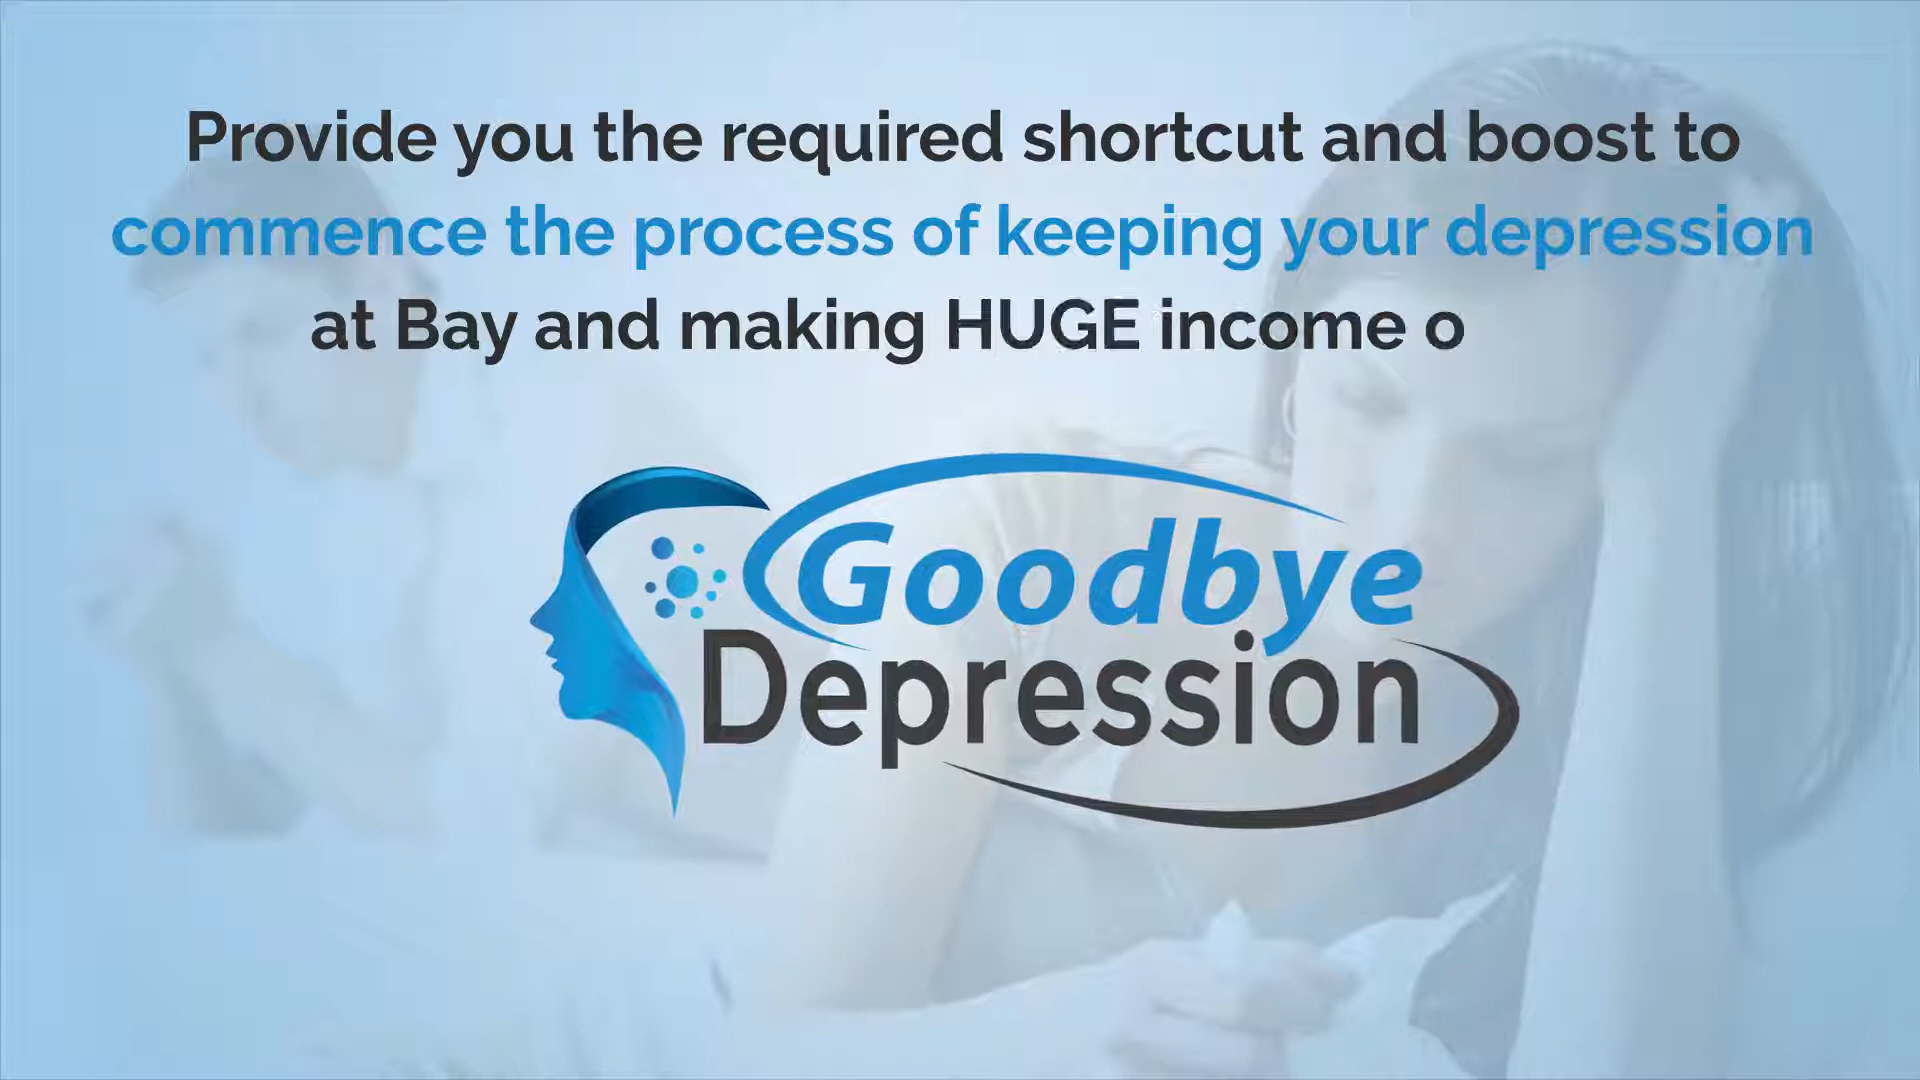 Provide you the required shortcut and boost to
commence the process of keeping your depression
at Bay and making HUGE income o
Goodbye
Depression